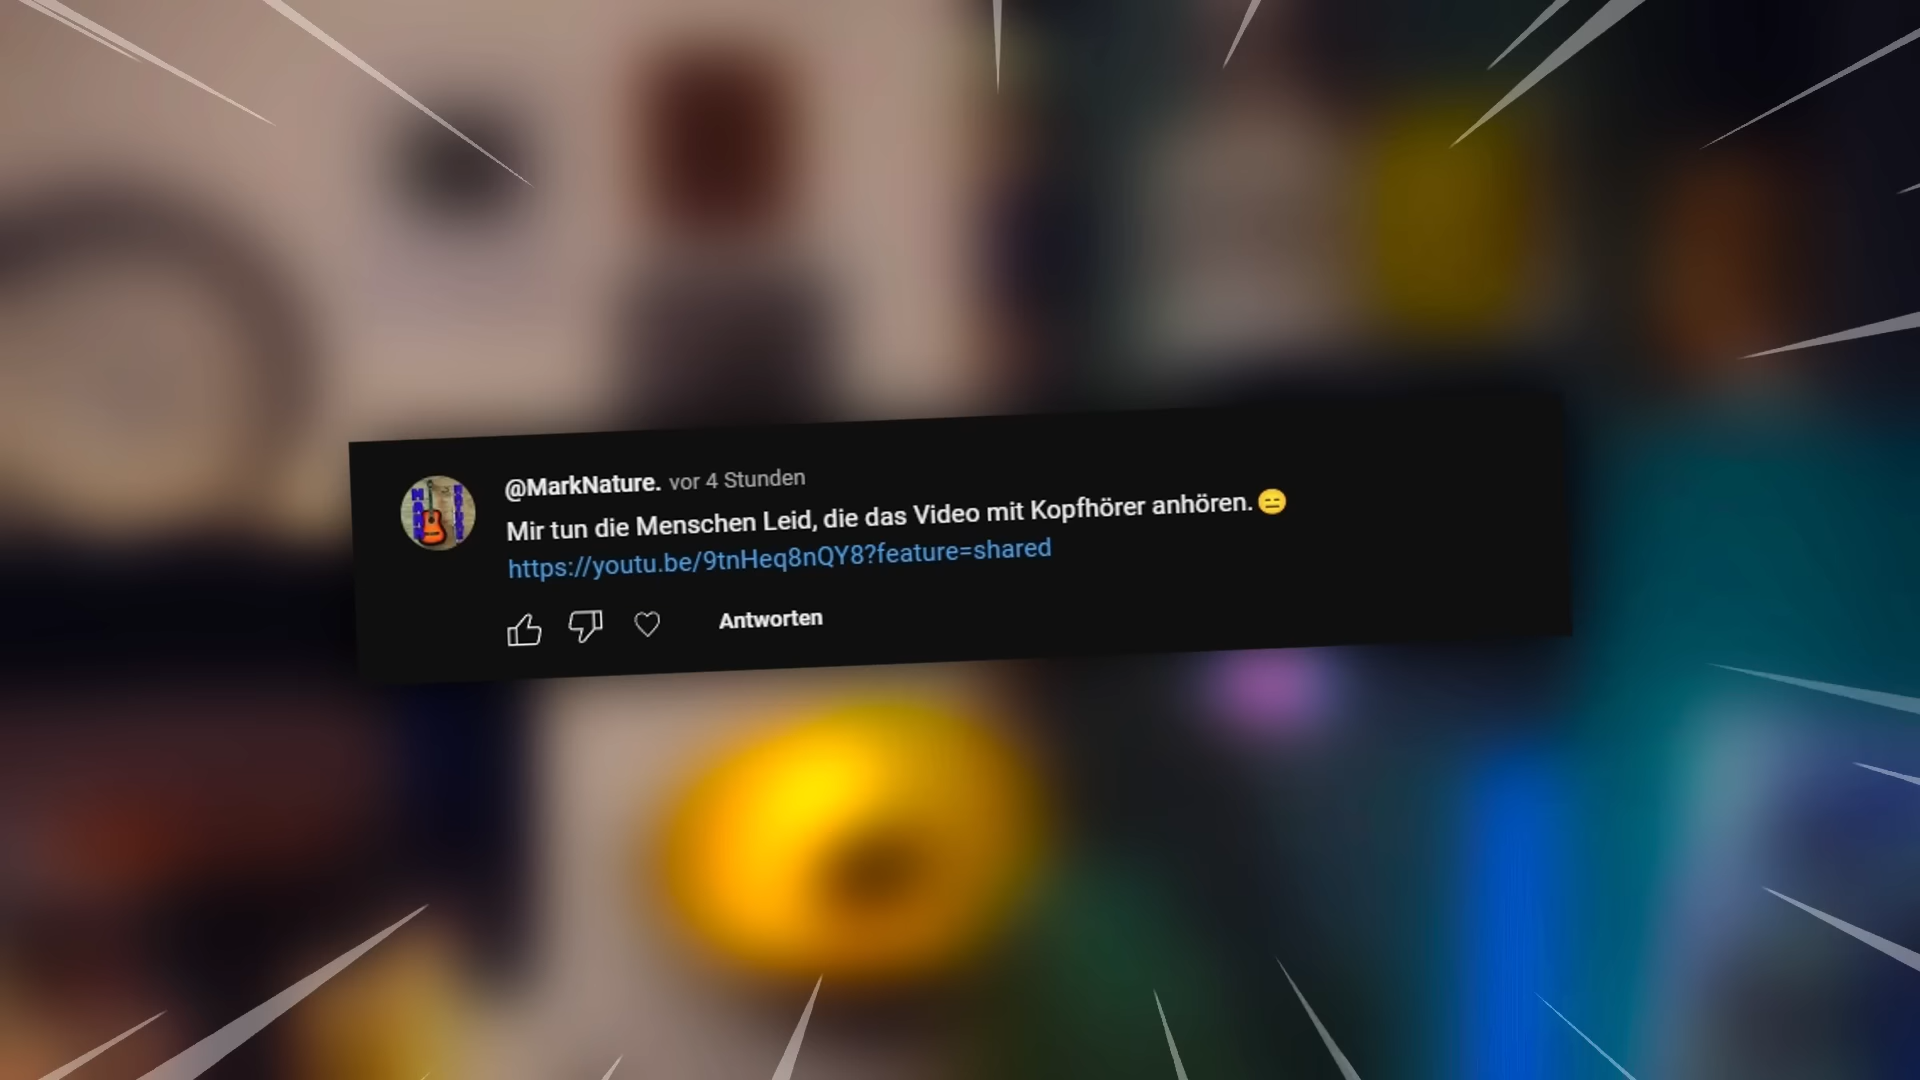 @MarkNature. vor 4 Stunden
Mir tun die Menschen Leid, die das Video mit Kopfhörer anhören.😑
https://youtu.be/9tnHeq8nQY8?feature=shared
Antworten